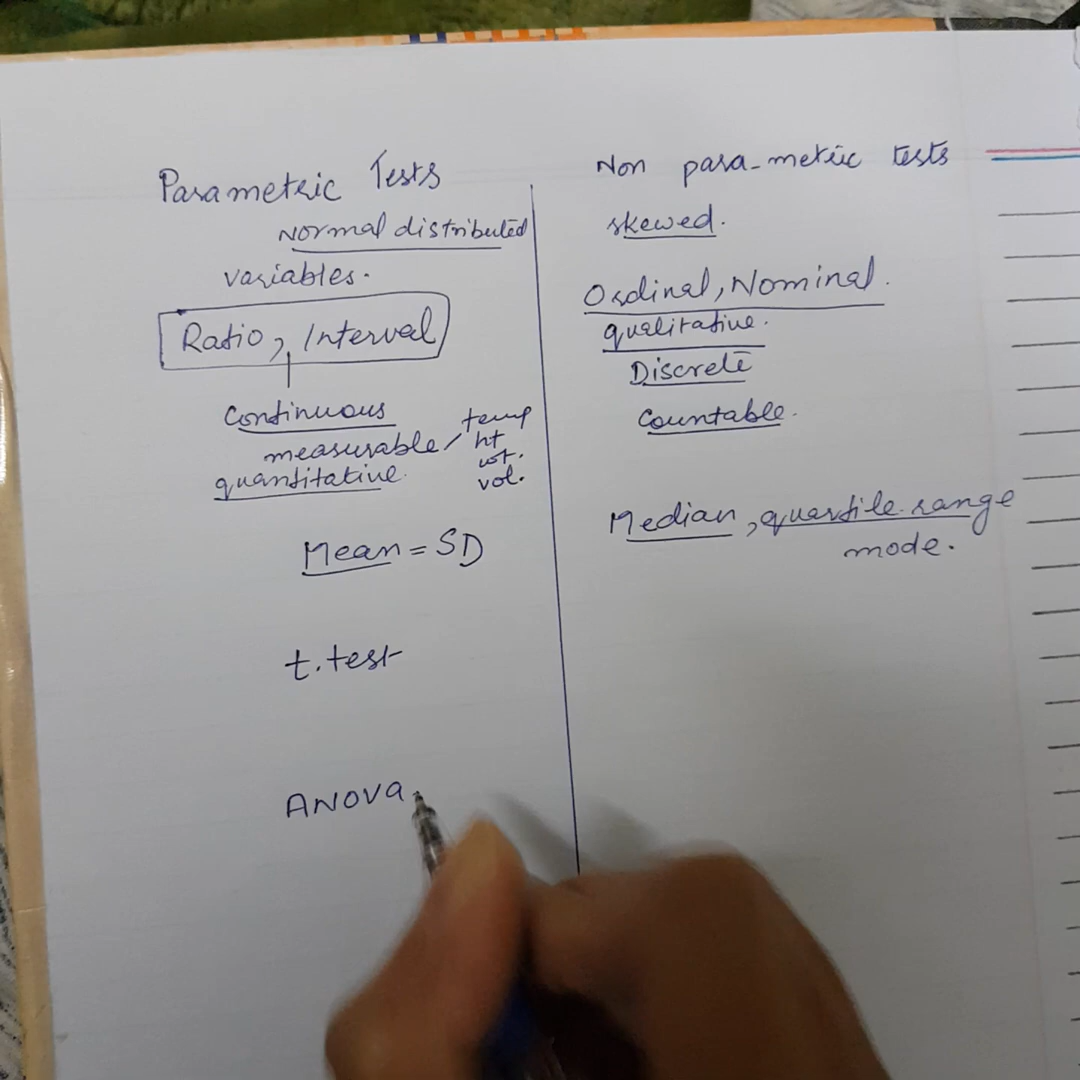 Parametric Tests
normal distributed
variables.
Ratio, Interval
Continuous
measurable / temp
ht
wt.
vol.
quantitative.
Mean = SD
t.test
ANOVA
Non para-metric tests
skewed.
Ordinal, Nominal.
qualitative.
Discrete
Countable.
Median, quartile range
mode.